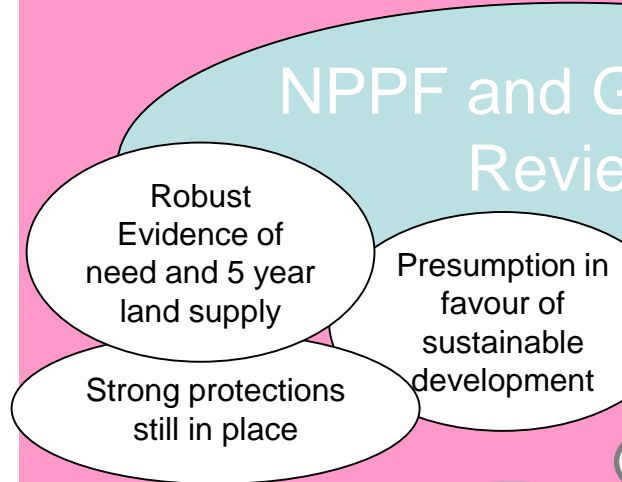 NPPF and
Robust
Evidence of
need and 5 year
land supply
Presumption in
favour of
sustainable
development
Strong protections
still in place